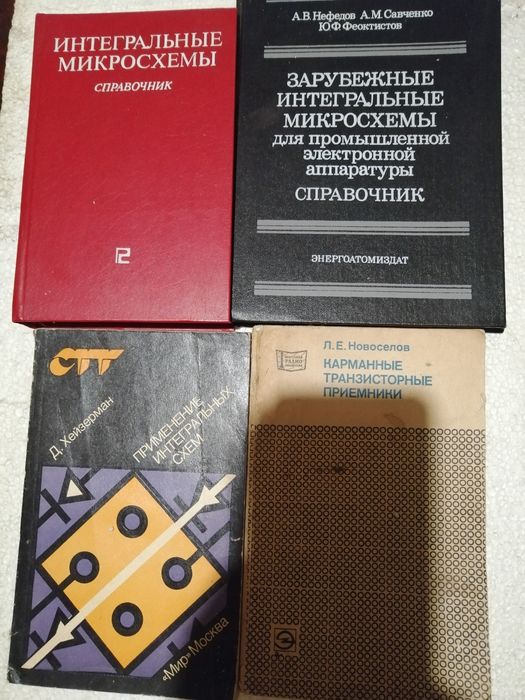 ИНТЕГРАЛЬНЫЕ
МИКРОСХЕМЫ
СПРАВОЧНИК
А.В. Нефедов А.М. Савченко
Ю.Ф. Феоктистов
ЗАРУБЕЖНЫЕ
ИНТЕГРАЛЬНЫЕ
МИКРОСХЕМЫ
для промышленной
электронной
аппаратуры
СПРАВОЧНИК
ЭНЕРГОАТОМИЗДАТ
Д. Хейзерман
ПРИМЕНЕНИЕ
ИНТЕГРАЛЬНЫХ
СХЕМ
«Мир» Москва
Л. Е. Новоселов
КАРМАННЫЕ
ТРАНЗИСТОРНЫЕ
ПРИЕМНИКИ